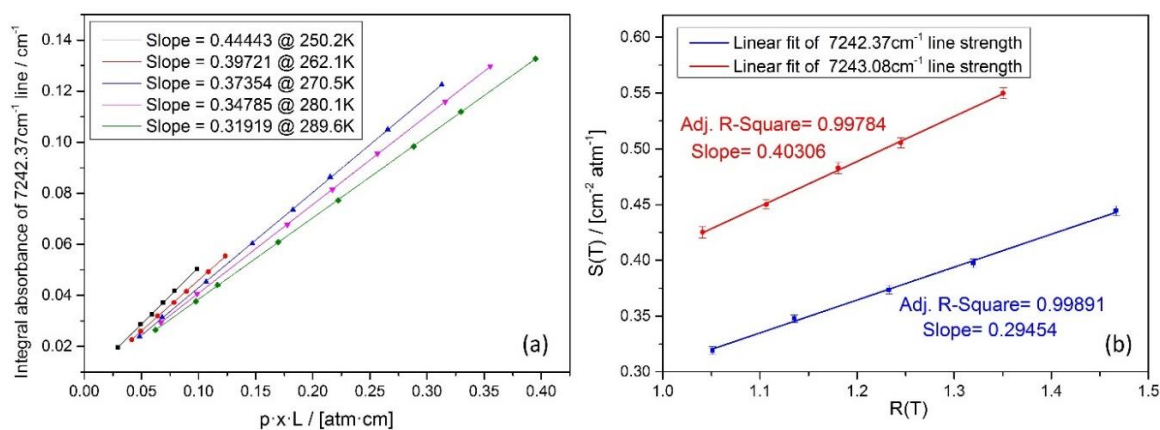 Integral absorbance of 7242.37cm⁻¹ line / cm⁻¹
0.14
0.12
0.10
0.08
0.06
0.04
0.02
Slope = 0.44443 @ 250.2K
Slope = 0.39721 @ 262.1K
Slope = 0.37354 @ 270.5K
Slope = 0.34785 @ 280.1K
Slope = 0.31919 @ 289.6K
(a)
0.00 0.05 0.10 0.15 0.20 0.25 0.30 0.35 0.40
p·x·L / [atm·cm]
S(T) / [cm⁻² atm⁻¹]
0.60
0.55
0.50
0.45
0.40
0.35
0.30
Linear fit of 7242.37cm⁻¹ line strength
Linear fit of 7243.08cm⁻¹ line strength
Adj. R-Square= 0.99784
Slope= 0.40306
Adj. R-Square= 0.99891
Slope= 0.29454
(b)
1.0 1.1 1.2 1.3 1.4 1.5
R(T)